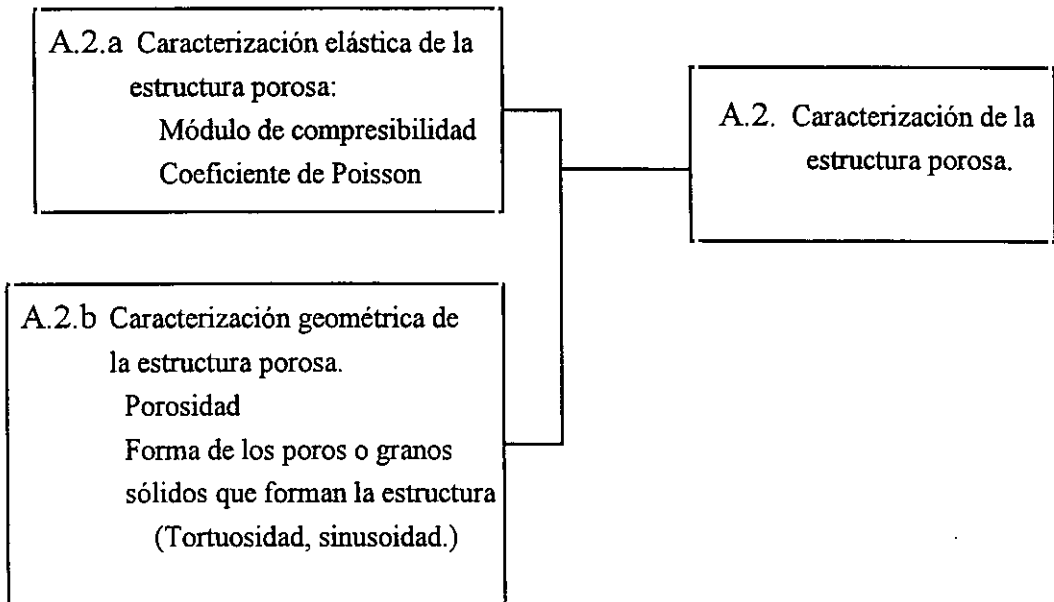 A.2.a Caracterización elástica de la
estructura porosa:
Módulo de compresibilidad
Coeficiente de Poisson
A.2. Caracterización de la
estructura porosa.
A.2.b Caracterización geométrica de
la estructura porosa.
Porosidad
Forma de los poros o granos
sólidos que forman la estructura
(Tortuosidad, sinusoidad.)